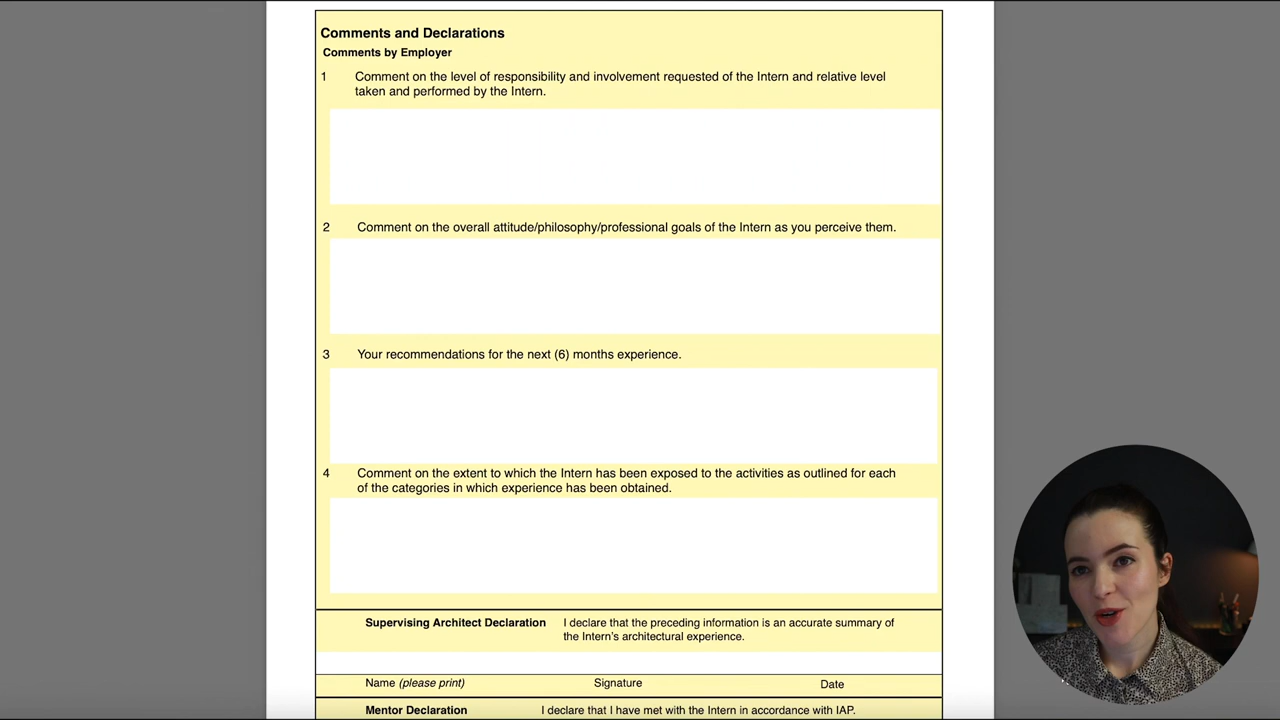 Comments and Declarations
Comments by Employer
1 Comment on the level of responsibility and involvement requested of the Intern and relative level
taken and performed by the Intern.
2 Comment on the overall attitude/philosophy/professional goals of the Intern as you perceive them.
3 Your recommendations for the next (6) months experience.
4 Comment on the extent to which the Intern has been exposed to the activities as outlined for each
of the categories in which experience has been obtained.
Supervising Architect Declaration I declare that the preceding information is an accurate summary of
the Intern's architectural experience.
Name (please print) Signature Date
Mentor Declaration I declare that I have met with the Intern in accordance with IAP.